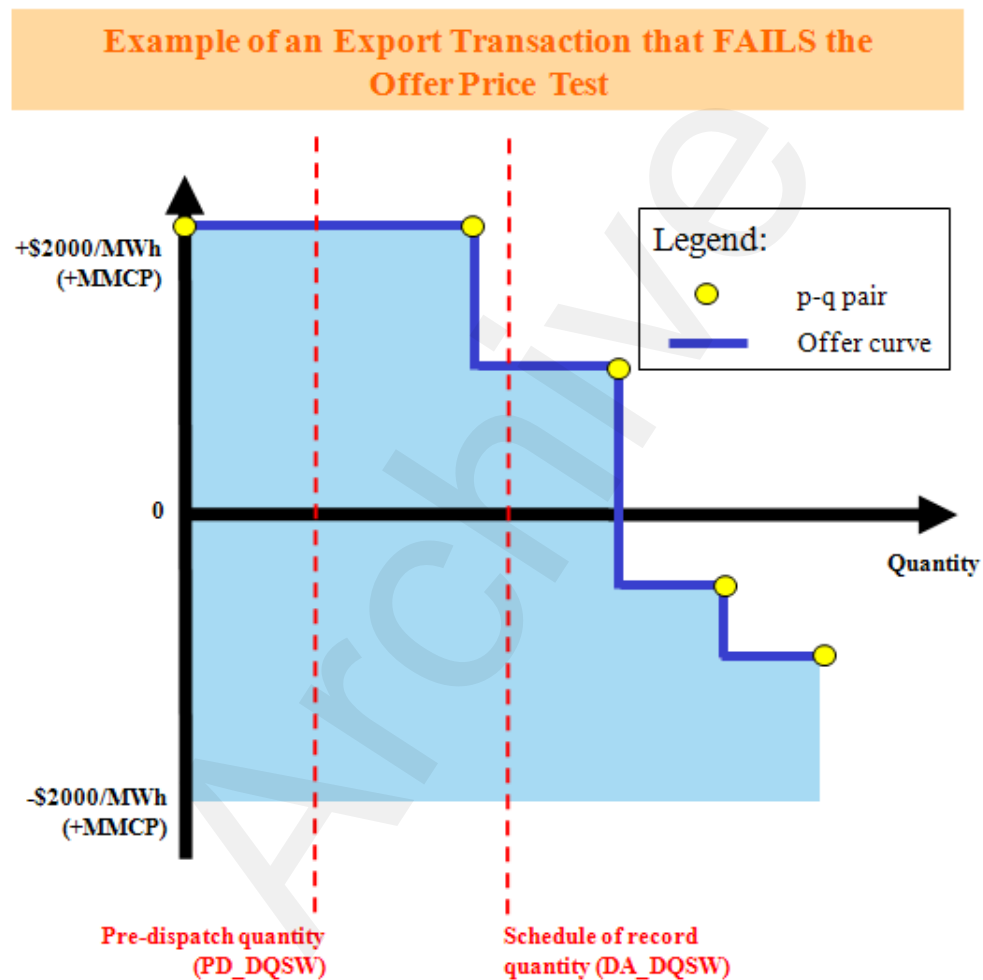 Example of an Export Transaction that FAILS the
Offer Price Test
+$2000/MWh
(+MMCP)
Legend:
p-q pair
Offer curve
0
Quantity
-$2000/MWh
(+MMCP)
Pre-dispatch quantity
(PD_DQSW)
Schedule of record
quantity (DA_DQSW)
Archive